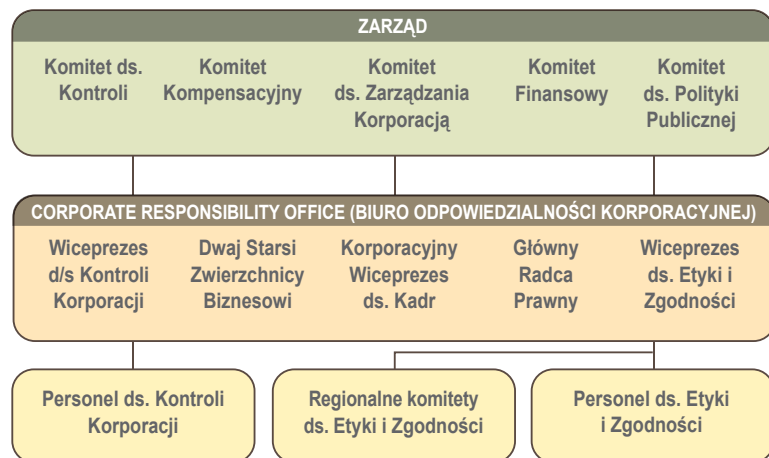 ZARZĄD
Komitet ds.
Kontroli
Komitet
Kompensacyjny
Komitet
ds. Zarządzania
Korporacją
Komitet
Finansowy
Komitet
ds. Polityki
Publicznej
CORPORATE RESPONSIBILITY OFFICE (BIURO ODPOWIEDZIALNOŚCI KORPORACYJNEJ)
Wiceprezes
d/s Kontroli
Korporacji
Dwaj Starsi
Zwierzchnicy
Biznesowi
Korporacyjny
Wiceprezes
ds. Kadr
Główny
Radca
Prawny
Wiceprezes
ds. Etyki i
Zgodności
Personel ds. Kontroli
Korporacji
Regionalne komitety
ds. Etyki i Zgodności
Personel ds. Etyki
i Zgodności